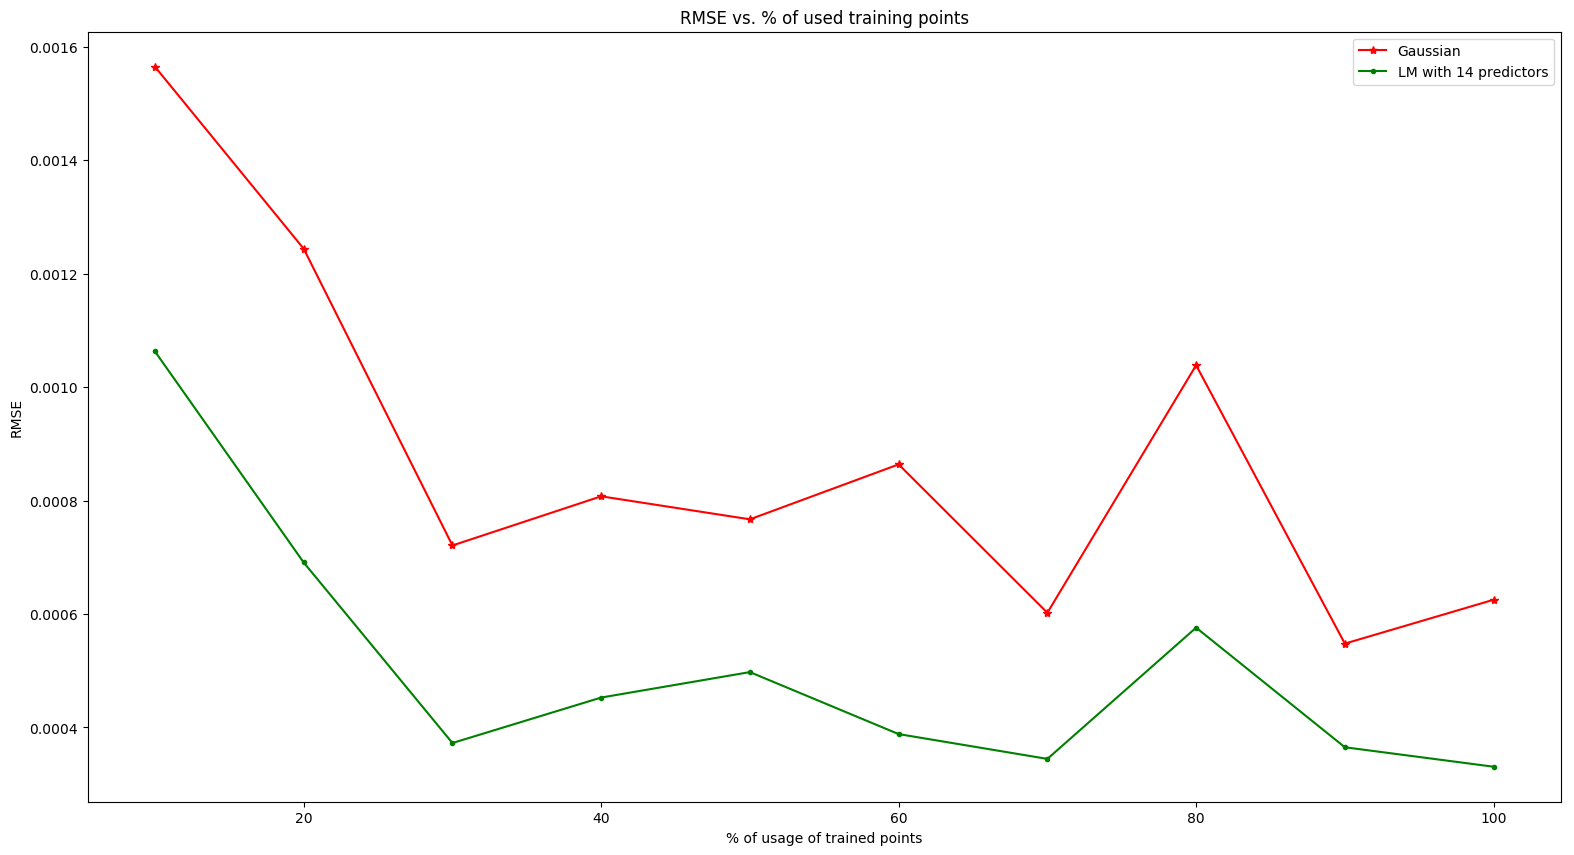 RMSE vs. % of used training points
Gaussian
LM with 14 predictors
RMSE
0.0016
0.0014
0.0012
0.0010
0.0008
0.0006
0.0004
20 40 60 80 100
% of usage of trained points